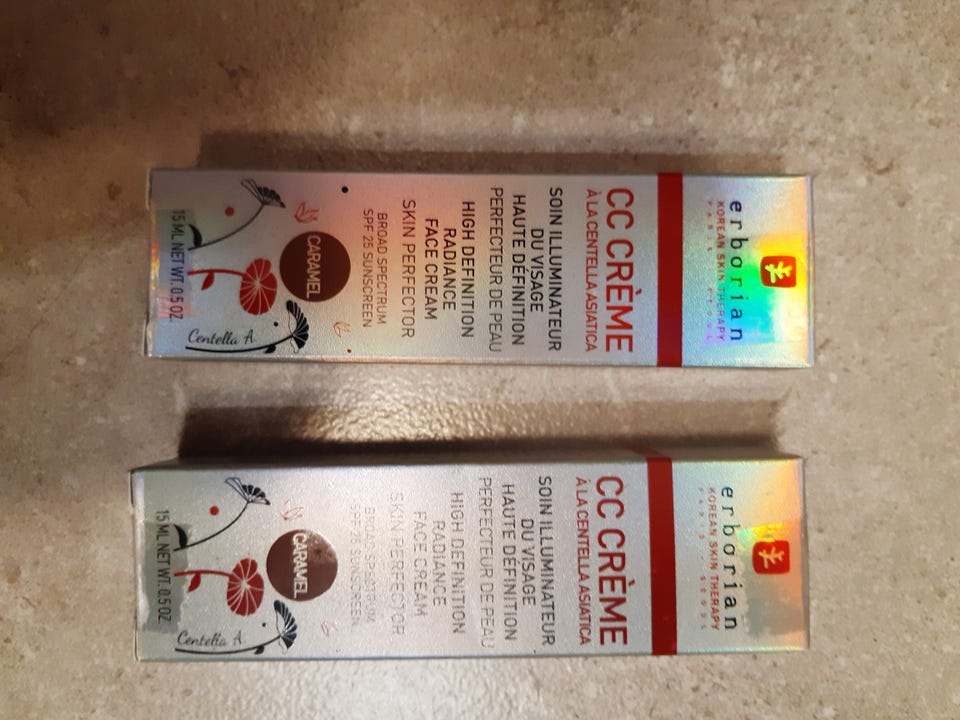 erborian
KOREAN SKIN THERAPY
PARIS · SEOUL
CC CRÈME
À LA CENTELLA ASIATICA
SOIN ILLUMINATEUR
DU VISAGE
HAUTE DÉFINITION
PERFECTEUR DE PEAU
HIGH DEFINITION
RADIANCE
FACE CREAM
SKIN PERFECTOR
BROAD SPECTRUM
SPF 25 SUNSCREEN
CARAMEL
Centella A.
15 ML NET WT. 0.5 OZ.
erborian
KOREAN SKIN THERAPY
PARIS · SEOUL
CC CRÈME
À LA CENTELLA ASIATICA
SOIN ILLUMINATEUR
DU VISAGE
HAUTE DÉFINITION
PERFECTEUR DE PEAU
HIGH DEFINITION
RADIANCE
FACE CREAM
SKIN PERFECTOR
BROAD SPECTRUM
SPF 25 SUNSCREEN
CARAMEL
Centella A.
15 ML NET WT. 0.5 OZ.